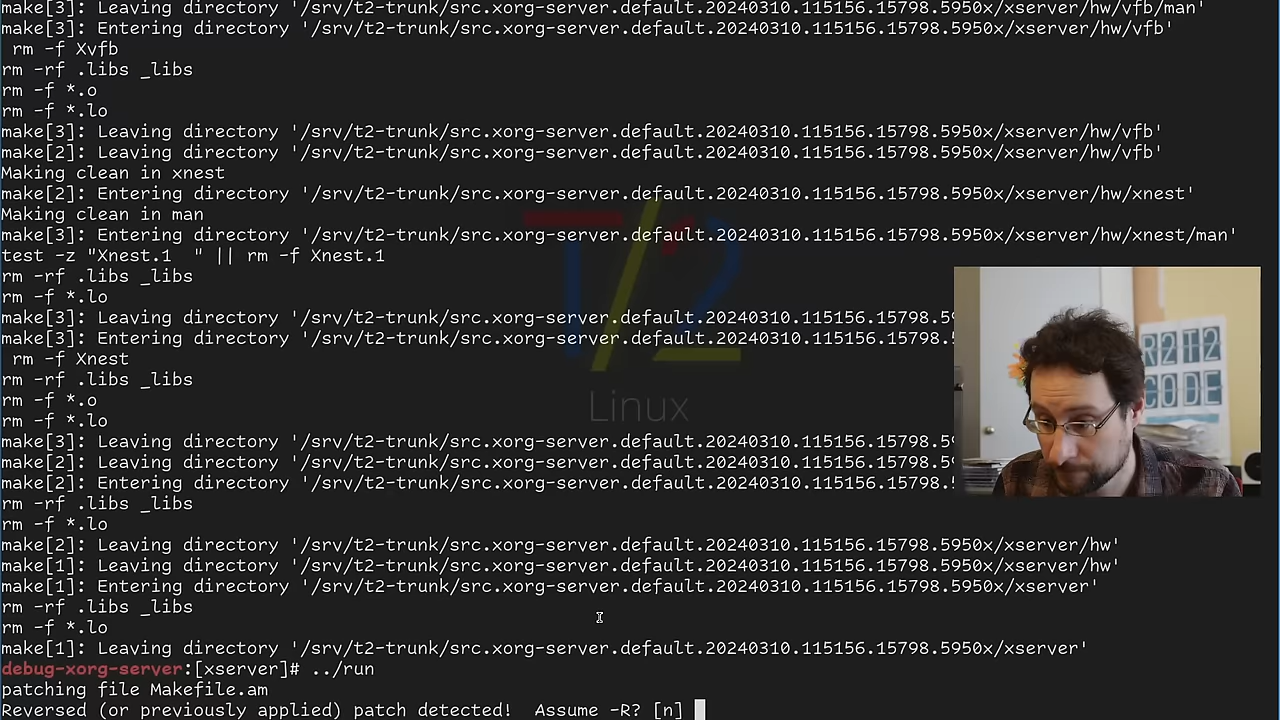 make[3]: Leaving directory '/srv/t2-trunk/src.xorg-server.default.20240310.115156.15798.5950x/xserver/hw/vfb/man'
make[3]: Entering directory '/srv/t2-trunk/src.xorg-server.default.20240310.115156.15798.5950x/xserver/hw/vfb'
 rm -f Xvfb
rm -rf .libs _libs
rm -f *.o
rm -f *.lo
make[3]: Leaving directory '/srv/t2-trunk/src.xorg-server.default.20240310.115156.15798.5950x/xserver/hw/vfb'
make[2]: Leaving directory '/srv/t2-trunk/src.xorg-server.default.20240310.115156.15798.5950x/xserver/hw/vfb'
Making clean in xnest
make[2]: Entering directory '/srv/t2-trunk/src.xorg-server.default.20240310.115156.15798.5950x/xserver/hw/xnest'
Making clean in man
make[3]: Entering directory '/srv/t2-trunk/src.xorg-server.default.20240310.115156.15798.5950x/xserver/hw/xnest/man'
test -z "Xnest.1  " || rm -f Xnest.1
rm -rf .libs _libs
rm -f *.lo
make[3]: Leaving directory '/srv/t2-trunk/src.xorg-server.default.20240310.115156.15798.5
make[3]: Entering directory '/srv/t2-trunk/src.xorg-server.default.20240310.115156.15798.
 rm -f Xnest
rm -rf .libs _libs
rm -f *.o
rm -f *.lo
make[3]: Leaving directory '/srv/t2-trunk/src.xorg-server.default.20240310.115156.15798.5
make[2]: Leaving directory '/srv/t2-trunk/src.xorg-server.default.20240310.115156.15798.5
make[2]: Entering directory '/srv/t2-trunk/src.xorg-server.default.20240310.115156.15798.
rm -rf .libs _libs
rm -f *.lo
make[2]: Leaving directory '/srv/t2-trunk/src.xorg-server.default.20240310.115156.15798.5950x/xserver/hw'
make[1]: Leaving directory '/srv/t2-trunk/src.xorg-server.default.20240310.115156.15798.5950x/xserver/hw'
make[1]: Entering directory '/srv/t2-trunk/src.xorg-server.default.20240310.115156.15798.5950x/xserver'
rm -rf .libs _libs
rm -f *.lo
make[1]: Leaving directory '/srv/t2-trunk/src.xorg-server.default.20240310.115156.15798.5950x/xserver'
debug-xorg-server:[xserver]# ../run
patching file Makefile.am
Reversed (or previously applied) patch detected!  Assume -R? [n]
T/2
Linux
R2T2
CODE